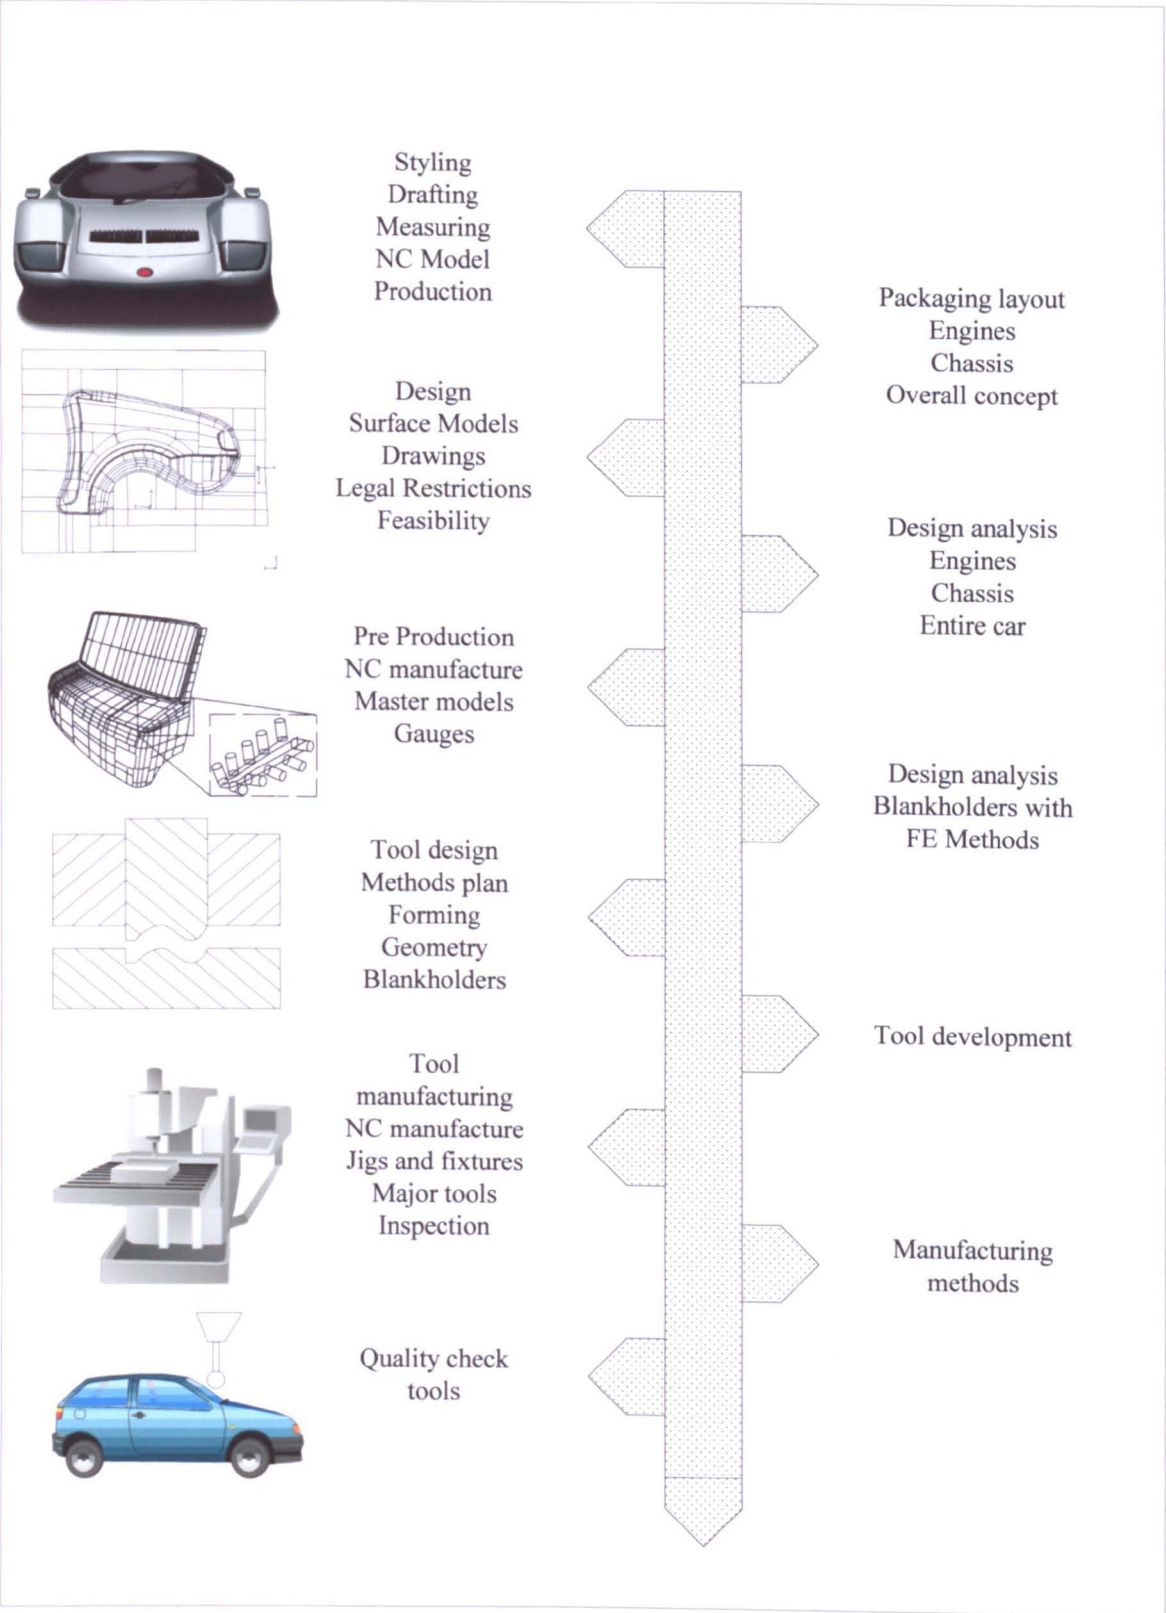 Styling
Drafting
Measuring
NC Model
Production
Packaging layout
Engines
Chassis
Overall concept
Design
Surface Models
Drawings
Legal Restrictions
Feasibility
Design analysis
Engines
Chassis
Entire car
Pre Production
NC manufacture
Master models
Gauges
Design analysis
Blankholders with
FE Methods
Tool design
Methods plan
Forming
Geometry
Blankholders
Tool development
Tool
manufacturing
NC manufacture
Jigs and fixtures
Major tools
Inspection
Manufacturing
methods
Quality check
tools